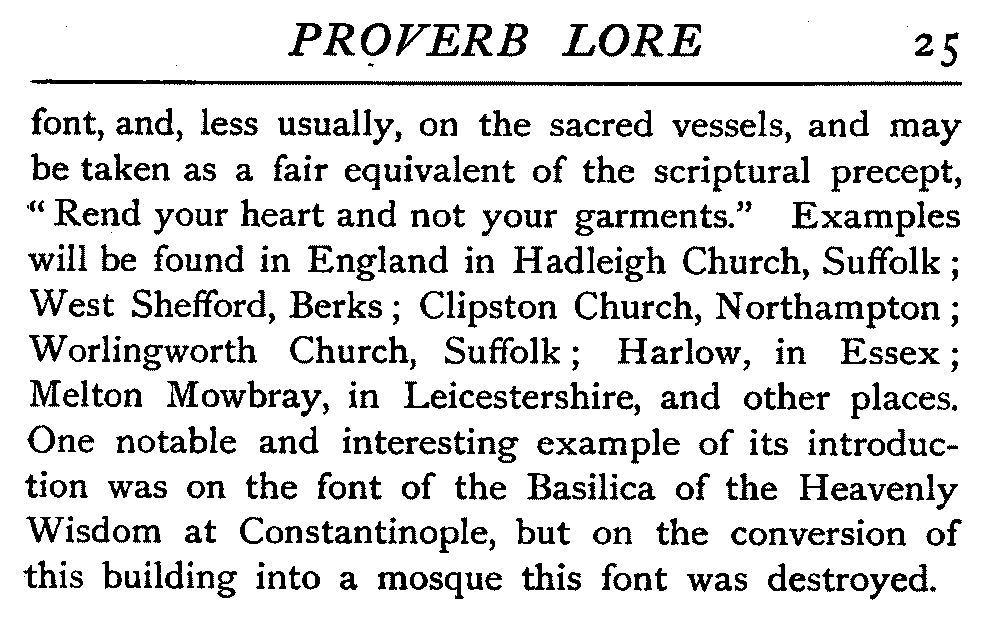 PROVERB LORE 25
font, and, less usually, on the sacred vessels, and may
be taken as a fair equivalent of the scriptural precept,
“ Rend your heart and not your garments.” Examples
will be found in England in Hadleigh Church, Suffolk ;
West Shefford, Berks ; Clipston Church, Northampton ;
Worlingworth Church, Suffolk ; Harlow, in Essex ;
Melton Mowbray, in Leicestershire, and other places.
One notable and interesting example of its introduc-
tion was on the font of the Basilica of the Heavenly
Wisdom at Constantinople, but on the conversion of
this building into a mosque this font was destroyed.